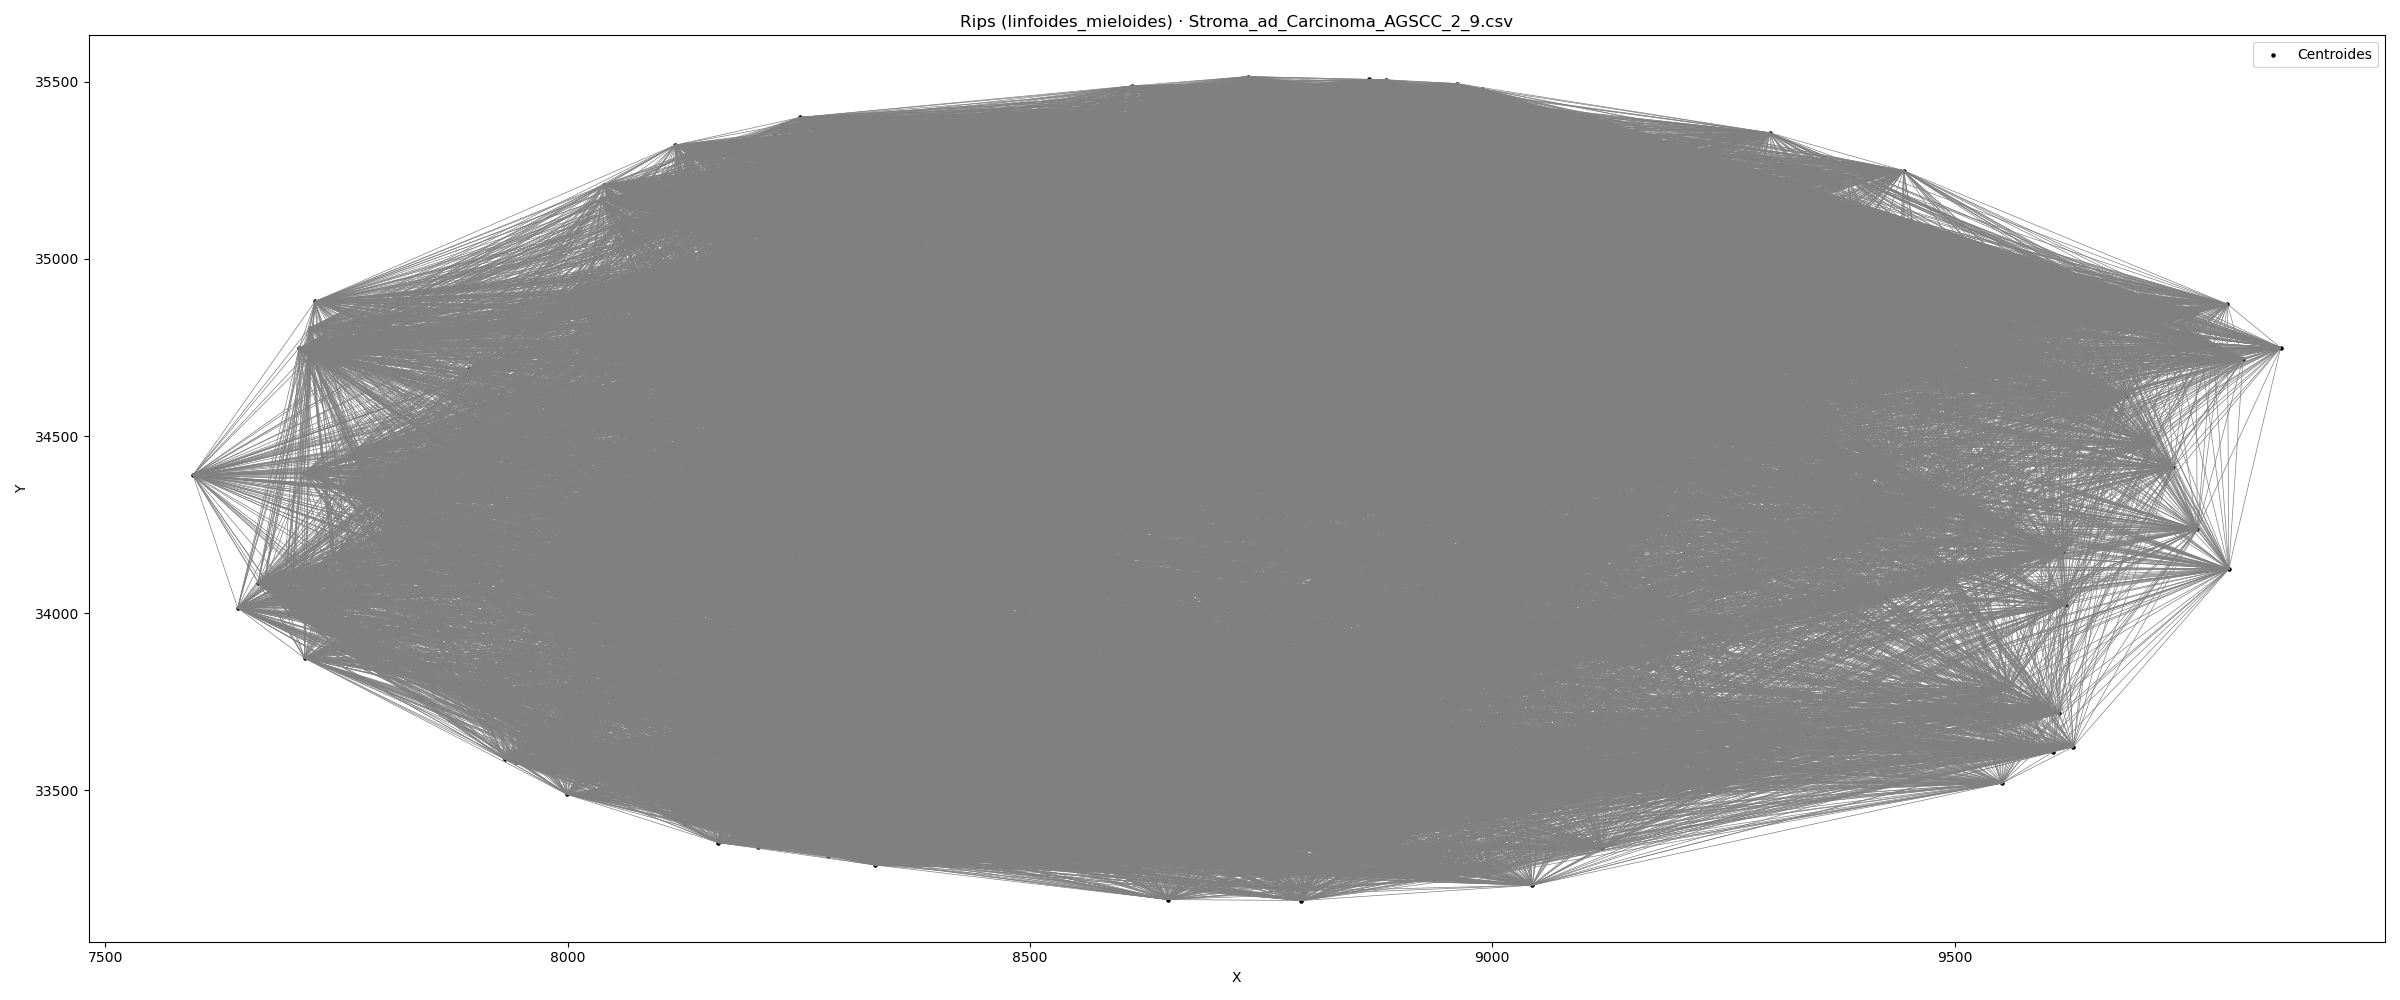 Rips (linfoides_mieloides) · Stroma_ad_Carcinoma_AGSCC_2_9.csv
Centroides
35500
35000
34500
34000
33500
Y
7500 8000 8500 9000 9500
X